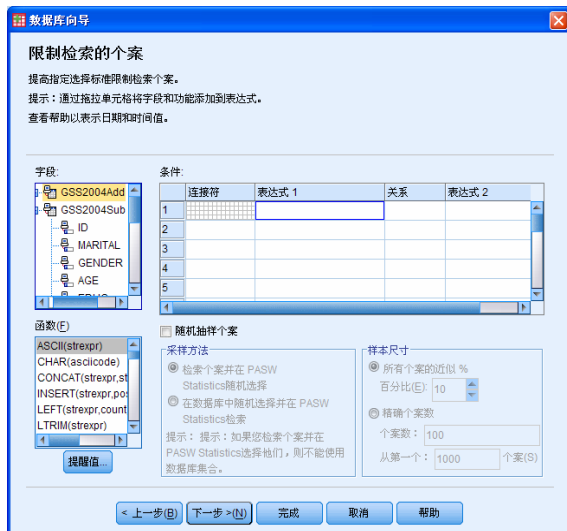 数据库向导
限制检索的个案
提高指定选择标准限制检索个案。
提示：通过拖拉单元格将字段和功能添加到表达式。
查看帮助以表示日期和时间值。
字段:
GSS2004Add
GSS2004Sub
ID
MARITAL
GENDER
AGE
条件:
连接符 表达式 1 关系 表达式 2
1
2
3
4
5
函数(F)
ASCII(strexpr)
CHAR(asciicode)
CONCAT(strexpr,st
INSERT(strexpr,po
LEFT(strexpr,count
LTRIM(strexpr)
提醒值...
随机抽样个案
采样方法
检索个案并在 PASW
Statistics随机选择
在数据库中随机选择并在 PASW
Statistics检索
提示：提示：如果您检索个案并在
PASW Statistics选择他们，则不能使用
数据库集合。
样本尺寸
所有个案的近似 %
百分比(E): 10
精确个案数
个案数： 100
从第一个： 1000 个案(S)
< 上一步(B) 下一步 >(N) 完成 取消 帮助